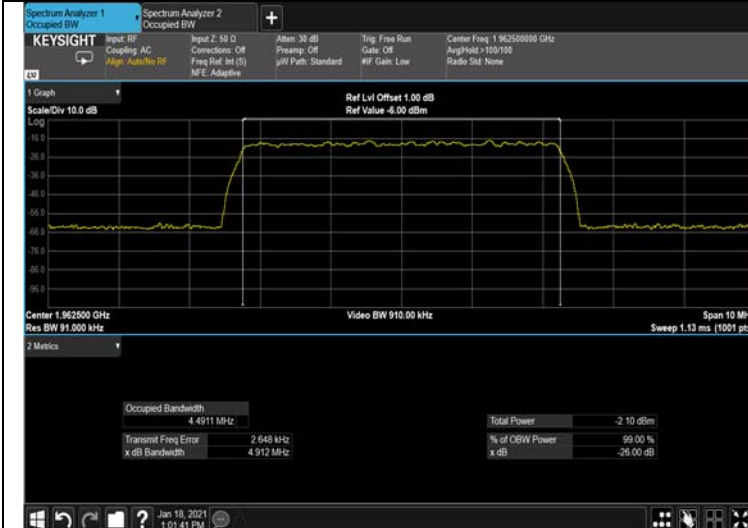 Spectrum Analyzer 1
Occupied BW
Spectrum Analyzer 2
Occupied BW
+
KEYSIGHT
Input: RF
Coupling: AC
Align: Auto/No RF
Input Z: 50 Ω
Corrections: Off
Freq Ref: Int (S)
NFE: Adaptive
Atten: 30 dB
Preamp: Off
µW Path: Standard
Trig: Free Run
Gate: Off
#IF Gain: Low
Center Freq: 1.962500000 GHz
Avg|Hold:>100/100
Radio Std: None
LXI
1 Graph
Scale/Div 10.0 dB
Ref Lvl Offset 1.00 dB
Ref Value -6.00 dBm
Log
-16.0
-26.0
-36.0
-46.0
-56.0
-66.0
-76.0
-86.0
-96.0
Center 1.962500 GHz
Res BW 91.000 kHz
Video BW 910.00 kHz
Span 10 MH
Sweep 1.13 ms (1001 pts
2 Metrics
Occupied Bandwidth
4.4911 MHz
Transmit Freq Error 2.648 kHz
x dB Bandwidth 4.912 MHz
Total Power -2.10 dBm
% of OBW Power 99.00 %
x dB -26.00 dB
?
Jan 18, 2021
1:01:41 PM